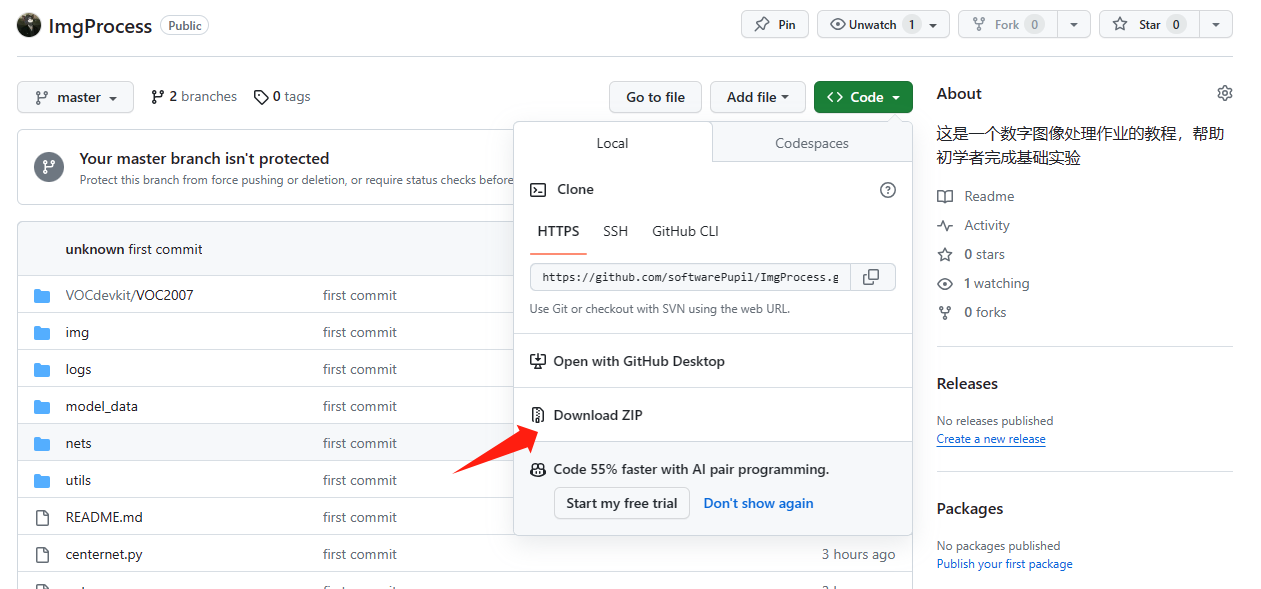 ImgProcess Public
Pin
Unwatch 1
Fork 0
Star 0
master
2 branches
0 tags
Go to file
Add file
Code
Your master branch isn't protected
Protect this branch from force pushing or deletion, or require status checks before
unknown first commit
VOCdevkit/VOC2007 first commit
img first commit
logs first commit
model_data first commit
nets first commit
utils first commit
README.md first commit
centernet.py first commit 3 hours ago
Local Codespaces
Clone
HTTPS SSH GitHub CLI
https://github.com/softwarePupil/ImgProcess.g
Use Git or checkout with SVN using the web URL.
Open with GitHub Desktop
Download ZIP
Code 55% faster with AI pair programming.
Start my free trial Don't show again
About
这是一个数字图像处理作业的教程，帮助
初学者完成基础实验
Readme
Activity
0 stars
1 watching
0 forks
Releases
No releases published
Create a new release
Packages
No packages published
Publish your first package